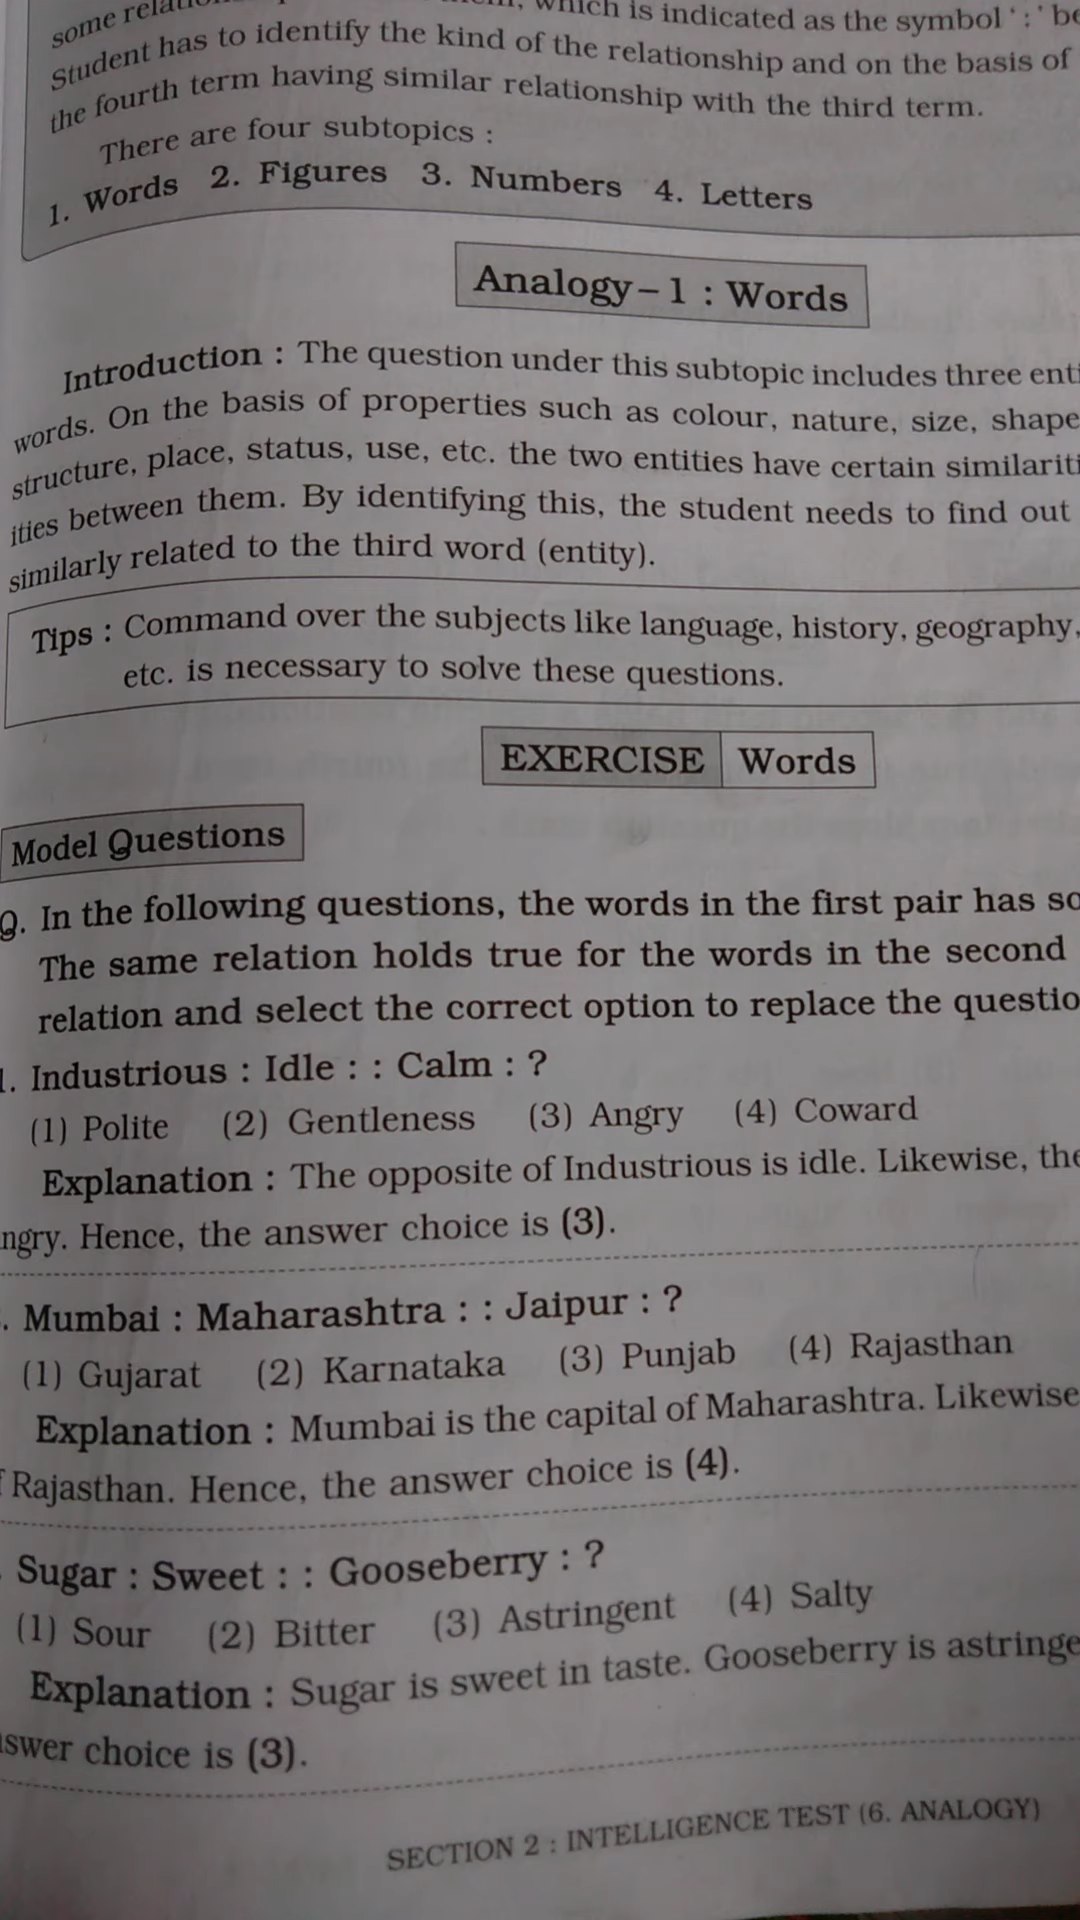 some
which is indicated as the symbol ':'
Student has to identify the kind of the relationship and on the basis of
the fourth term having similar relationship with the third term.
There are four subtopics :
1. Words 2. Figures 3. Numbers 4. Letters
Analogy – 1 : Words
Introduction : The question under this subtopic includes three
words. On the basis of properties such as colour, nature, size, shape
structure, place, status, use, etc. the two entities have certain
ities between them. By identifying this, the student needs to find out
similarly related to the third word (entity).
Tips : Command over the subjects like language, history, geography,
etc. is necessary to solve these questions.
EXERCISE Words
Model Questions
Q. In the following questions, the words in the first pair has
The same relation holds true for the words in the second
relation and select the correct option to replace the
1. Industrious : Idle : : Calm : ?
(1) Polite (2) Gentleness (3) Angry (4) Coward
Explanation : The opposite of Industrious is idle. Likewise,
ngry. Hence, the answer choice is (3).
. Mumbai : Maharashtra : : Jaipur : ?
(1) Gujarat (2) Karnataka (3) Punjab (4) Rajasthan
Explanation : Mumbai is the capital of Maharashtra. Likewise
Rajasthan. Hence, the answer choice is (4).
Sugar : Sweet : : Gooseberry : ?
(1) Sour (2) Bitter (3) Astringent (4) Salty
Explanation : Sugar is sweet in taste. Gooseberry is astringe
swer choice is (3).
SECTION 2 : INTELLIGENCE TEST (6. ANALOGY)